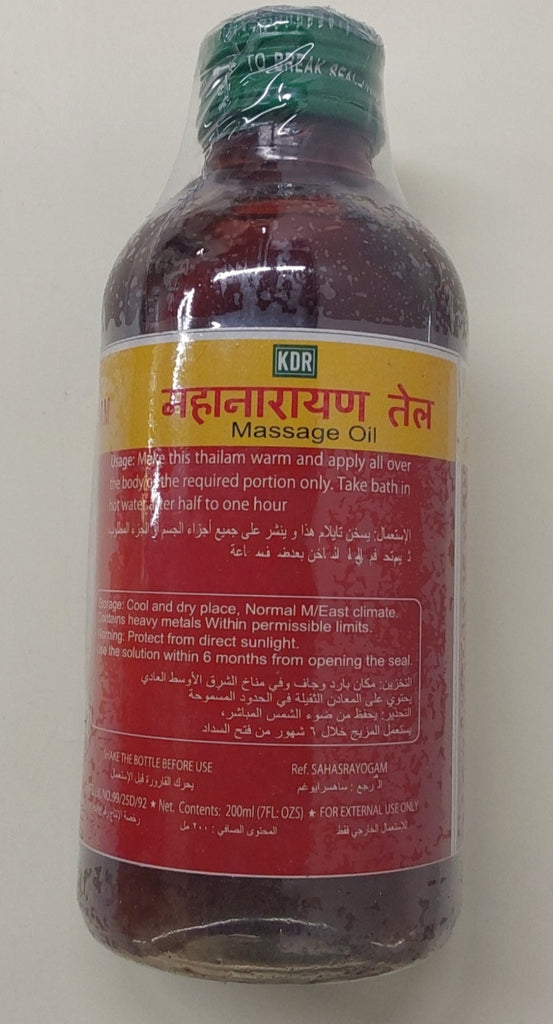 TO BREAK SEAL
KDR
महानारायण तेल
Massage Oil
Usage: Make this thailam warm and apply all over
the body or the required portion only. Take bath in
hot water after half to one hour
الإستعمال: يسخن تايلام هذا و ينشر على جميع أجزاء الجسم و الجزء المطلوب
Storage: Cool and dry place, Normal M/East climate.
Contains heavy metals Within permissible limits.
Warning: Protect from direct sunlight.
Use the solution within 6 months from opening the seal.
التخزين: مكان بارد وجاف وفي مناخ الشرق الأوسط العادي
يحتوي على المعادن الثقيلة في الحدود المسموحة
التحذير: يحفظ من ضوء الشمس المباشر،
يستعمل المزيج خلال ٦ شهور من فتح السداد
SHAKE THE BOTTLE BEFORE USE
يحرك القارورة قبل الإستعمال
Ref. SAHASRAYOGAM
NO.99/25D/92 ★ Net. Contents: 200ml (7FL: OZS) ★ FOR EXTERNAL USE ONLY
المحتوى الصافي : ٢٠٠ مل
للاستعمال الخارجي فقط